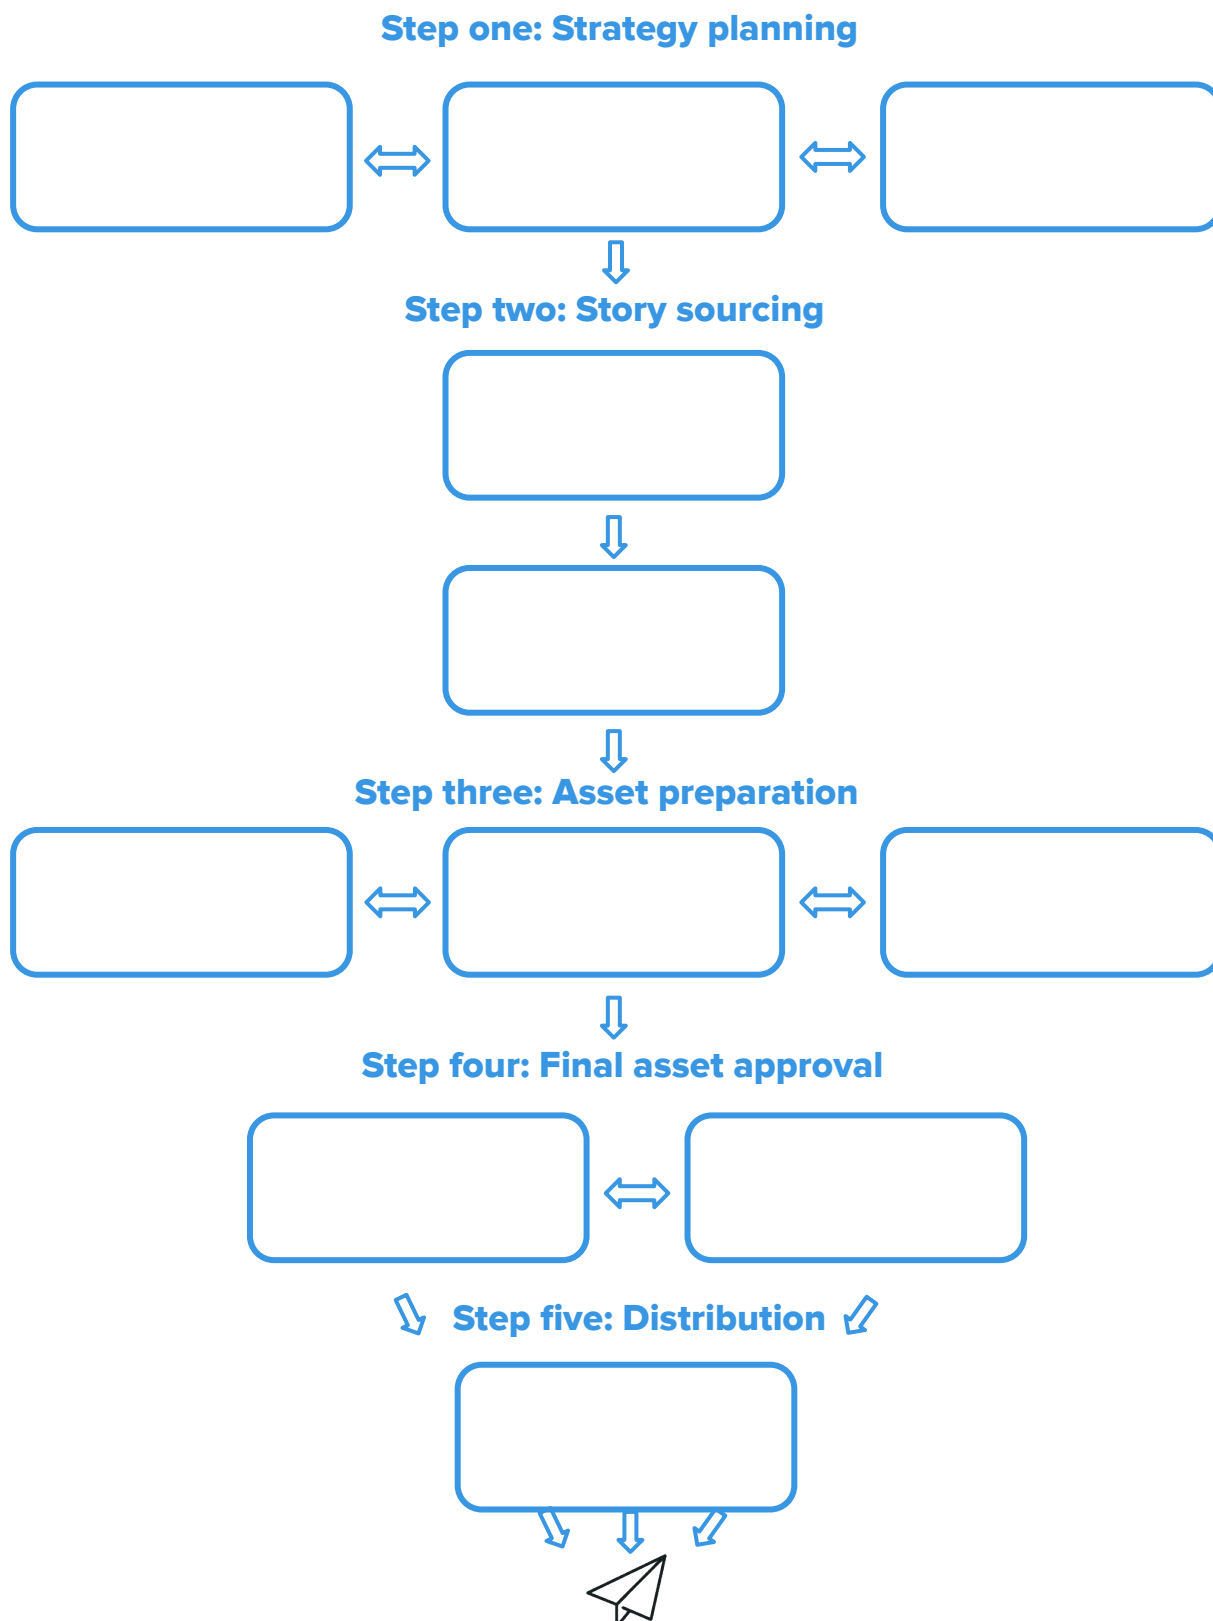 Step one: Strategy planning
Step two: Story sourcing
Step three: Asset preparation
Step four: Final asset approval
Step five: Distribution